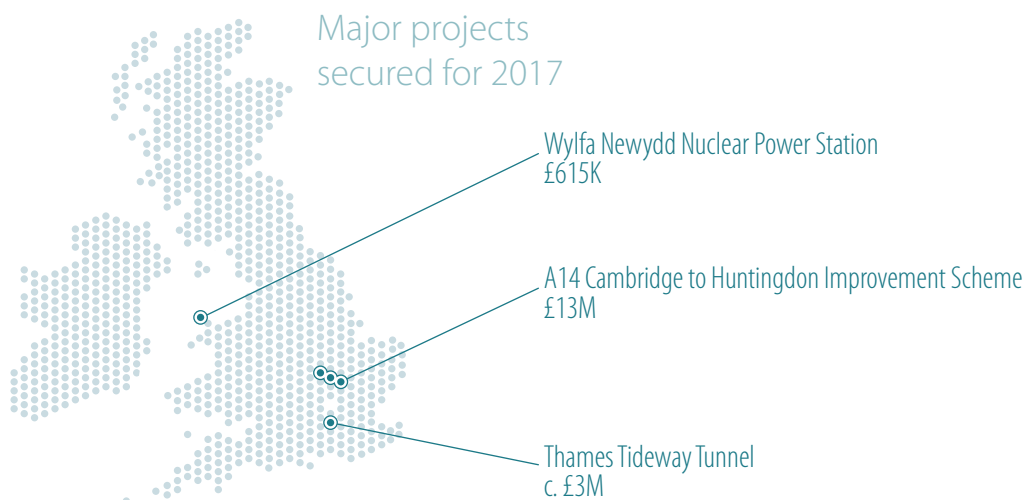 Major projects
secured for 2017
Wylfa Newydd Nuclear Power Station
£615K
A14 Cambridge to Huntingdon Improvement Scheme
£13M
Thames Tideway Tunnel
c. £3M